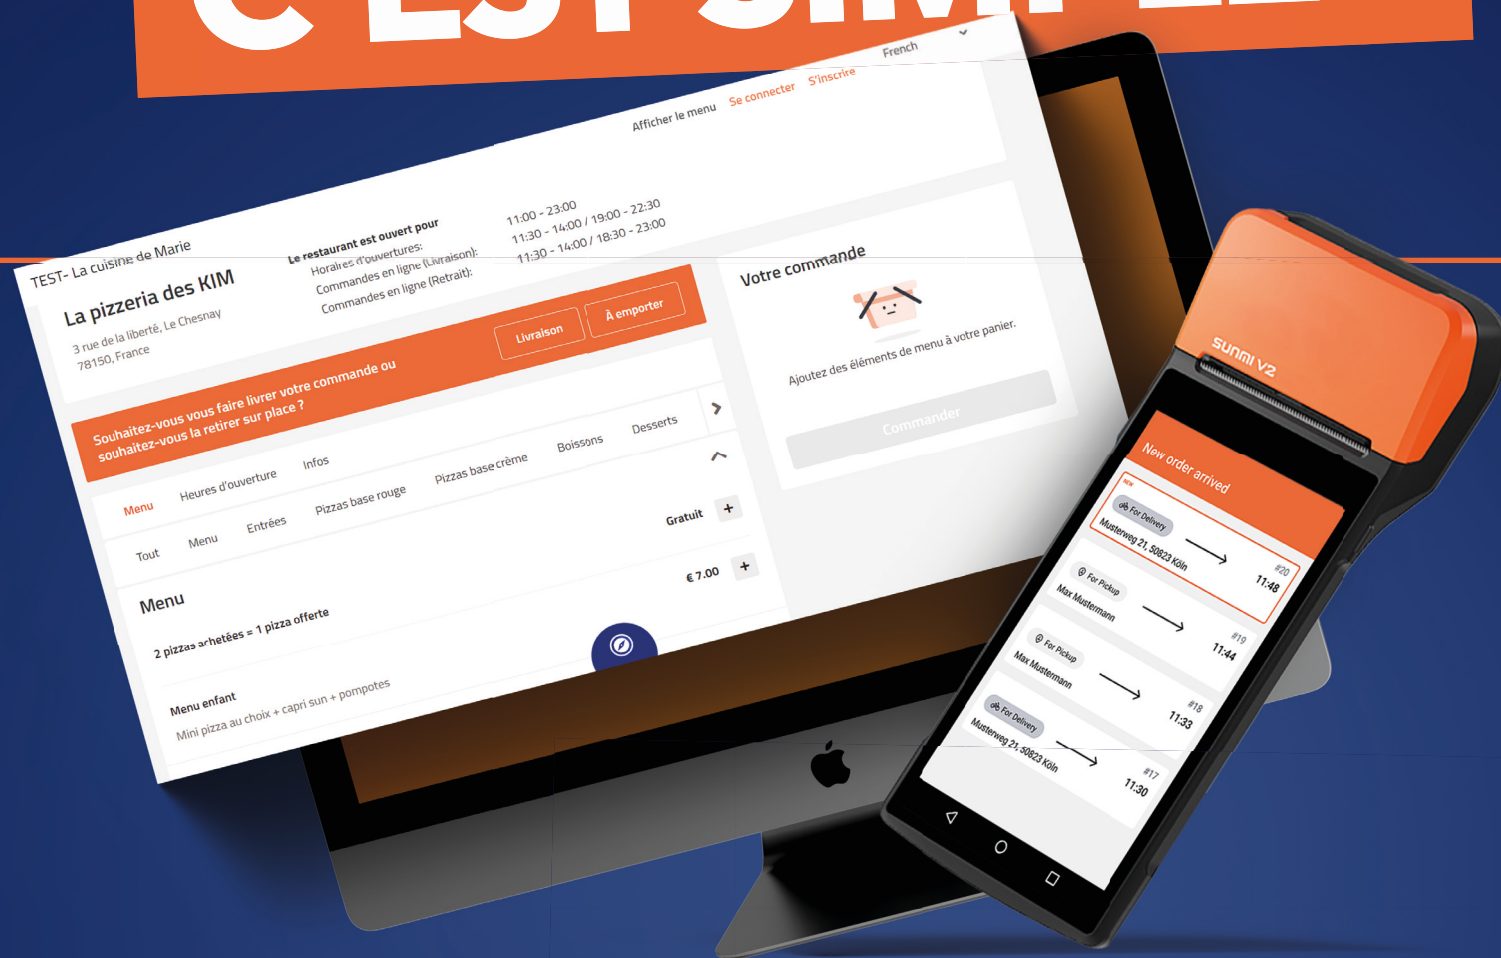 C'EST SIMPLE
French
Afficher le menu Se connecter S'inscrire
TEST- La cuisine de Marie
La pizzeria des KIM
3 rue de la liberté, Le Chesnay
78150, France
Le restaurant est ouvert pour
Horaires d'ouvertures: 11:00 - 23:00
Commandes en ligne (Livraison): 11:30 - 14:00 / 19:00 - 22:30
Commandes en ligne (Retrait): 11:30 - 14:00 / 18:30 - 23:00
Souhaitez-vous vous faire livrer votre commande ou
souhaitez-vous la retirer sur place ?
Livraison À emporter
Menu Heures d'ouverture Infos
Tout Menu Entrées Pizzas base rouge Pizzas base crème Boissons Desserts
Menu
2 pizzas achetées = 1 pizza offerte Gratuit +
Menu enfant € 7.00 +
Mini pizza au choix + capri sun + pompotes
Votre commande
Ajoutez des éléments de menu à votre panier.
Commander
SUNMI V2
New order arrived
NEW
For Delivery #20
Musterweg 21, 50823 Köln 11:48
For Pickup #19
Max Mustermann 11:44
For Pickup #18
Max Mustermann 11:33
For Delivery #17
Musterweg 21, 50823 Köln 11:30